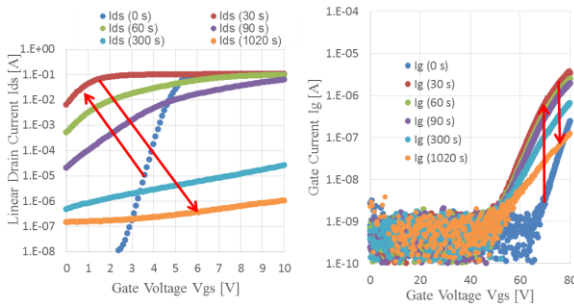 Ids (0 s)
Ids (30 s)
Ids (60 s)
Ids (90 s)
Ids (300 s)
Ids (1020 s)
Linear Drain Current Ids [A]
1.E+00
1.E-01
1.E-02
1.E-03
1.E-04
1.E-05
1.E-06
1.E-07
1.E-08
0 1 2 3 4 5 6 7 8 9 10
Gate Voltage Vgs [V]
Gate Current Ig [A]
1.E-04
1.E-05
1.E-06
1.E-07
1.E-08
1.E-09
1.E-10
Ig (0 s)
Ig (30 s)
Ig (60 s)
Ig (90 s)
Ig (300 s)
Ig (1020 s)
0 20 40 60 80
Gate Voltage Vgs [V]